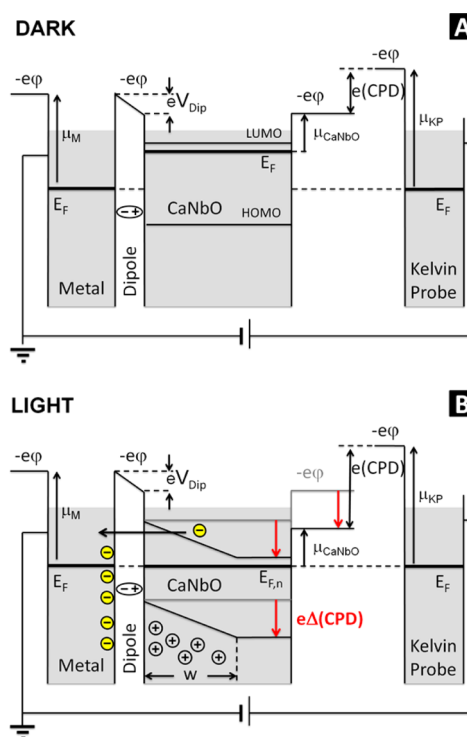 DARK
A
-eφ
-eφ
eV_Dip
-eφ
-eφ
e(CPD)
μ_M
LUMO
μ_CaNbO
μ_KP
E_F
E_F
E_F
CaNbO
HOMO
Metal
Dipole
Kelvin
Probe
LIGHT
B
-eφ
-eφ
eV_Dip
-eφ
-eφ
e(CPD)
μ_M
μ_CaNbO
μ_KP
E_F
CaNbO
E_F,n
E_F
eΔ(CPD)
Metal
Dipole
w
Kelvin
Probe